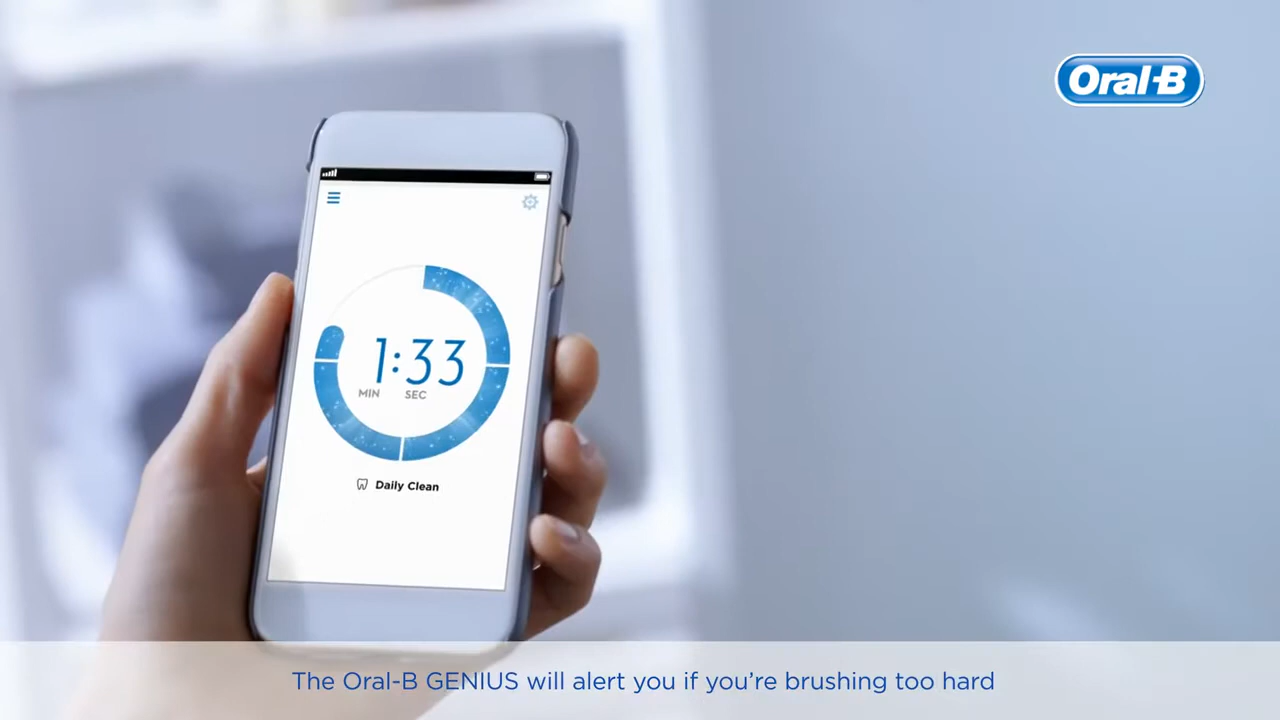 Oral-B
1:33
MIN SEC
Daily Clean
The Oral-B GENIUS will alert you if you're brushing too hard